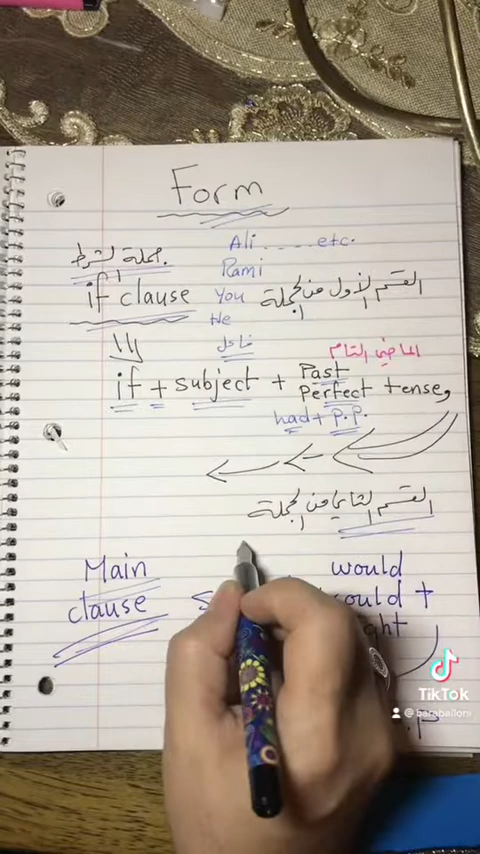 Form
جملة الشرط
Ali ..... etc.
Rami
if clause
You
القسم الأول من الجملة
He
فاعل
الماضي التام
if + subject + Past Perfect tense,
had + P.P.
القسم الثاني من الجملة
Main clause
would
could +
P
TikTok
@baraballoni